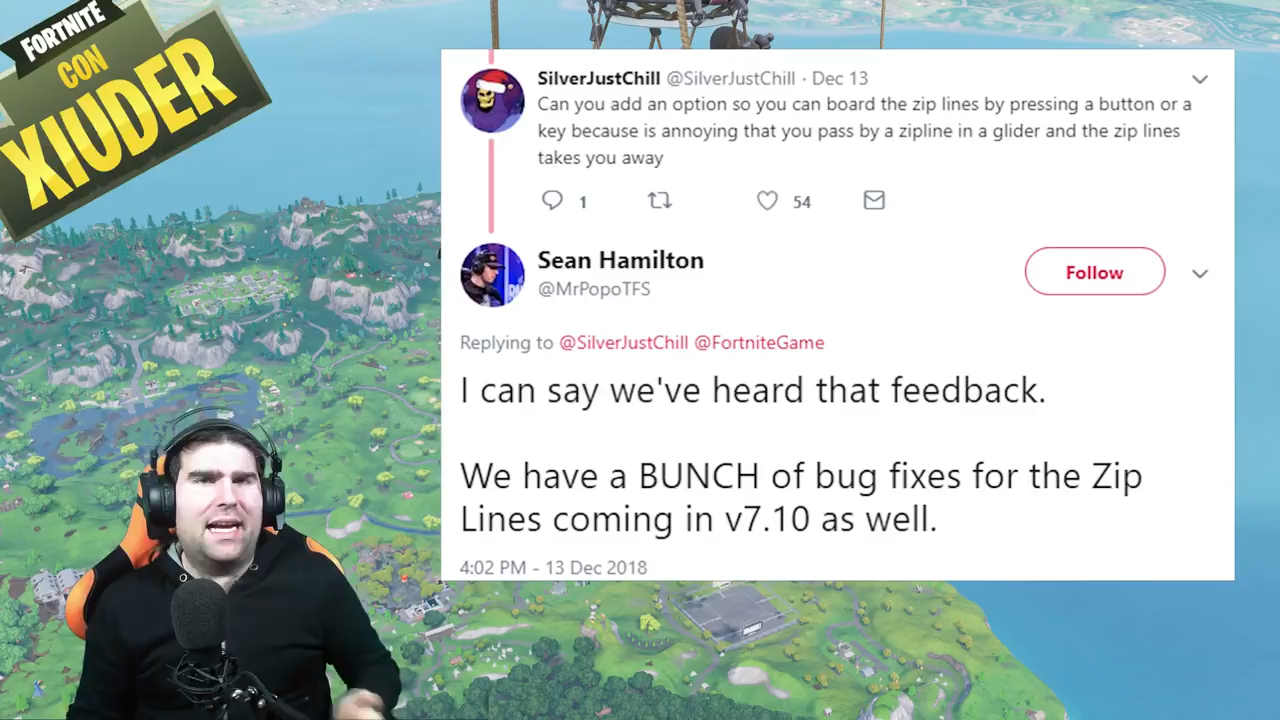 FORTNITE
CON
XIUDER
SilverJustChill @SilverJustChill · Dec 13
Can you add an option so you can board the zip lines by pressing a button or a
key because is annoying that you pass by a zipline in a glider and the zip lines
takes you away
1 54
Sean Hamilton
@MrPopoTFS
Follow
Replying to @SilverJustChill @FortniteGame
I can say we've heard that feedback.
We have a BUNCH of bug fixes for the Zip
Lines coming in v7.10 as well.
4:02 PM - 13 Dec 2018